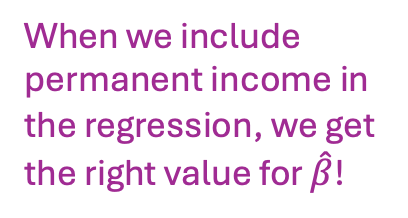 When we include
permanent income in
the regression, we get
the right value for β̂!